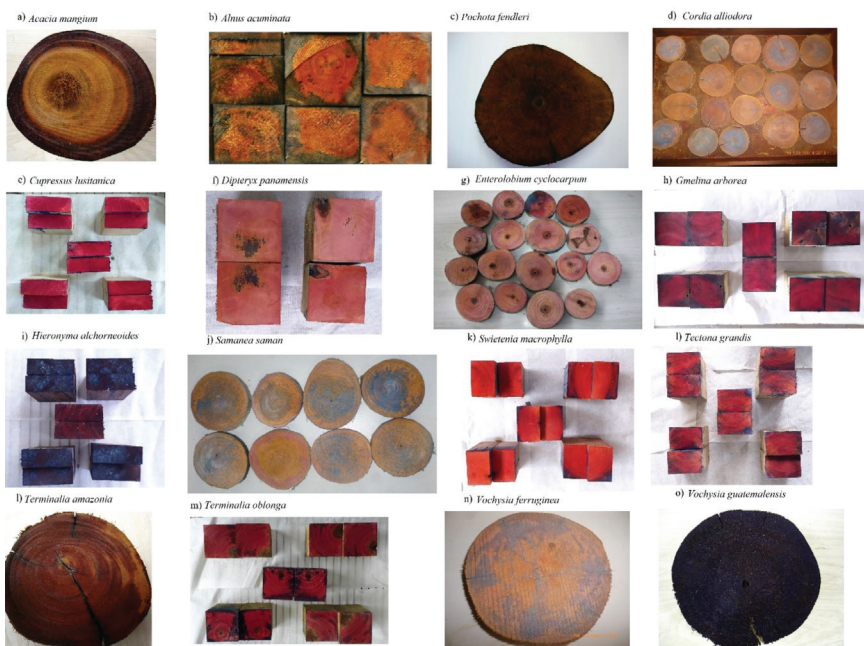 a) Acacia mangium
b) Alnus acuminata
c) Pochota fendleri
d) Cordia alliodora
e) Cupressus lusitanica
f) Dipteryx panamensis
g) Enterolobium cyclocarpum
h) Gmelina arborea
i) Hieronyma alchorneoides
j) Samanea saman
k) Swietenia macrophylla
l) Tectona grandis
l) Terminalia amazonia
m) Terminalia oblonga
n) Vochysia ferruginea
o) Vochysia guatemalensis